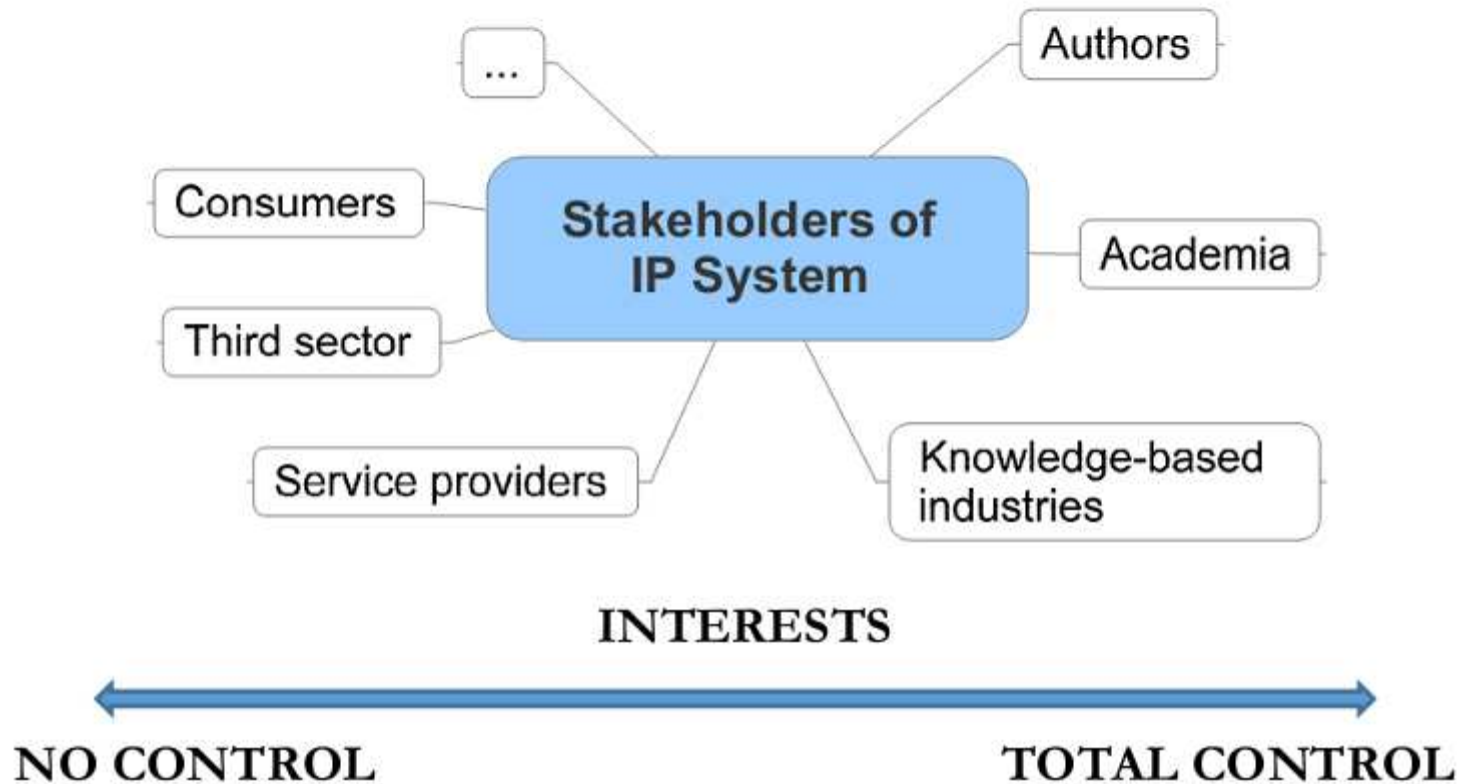 ...
Authors
Consumers
Stakeholders of
IP System
Academia
Third sector
Service providers
Knowledge-based
industries
INTERESTS
NO CONTROL
TOTAL CONTROL